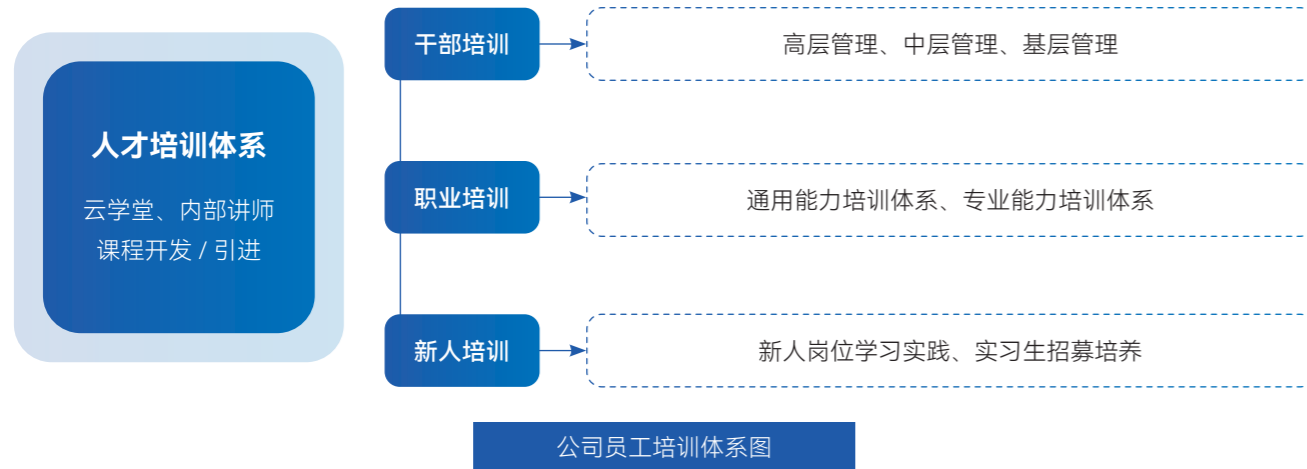 人才培训体系
云学堂、内部讲师
课程开发 / 引进
干部培训
高层管理、中层管理、基层管理
职业培训
通用能力培训体系、专业能力培训体系
新人培训
新人岗位学习实践、实习生招募培养
公司员工培训体系图